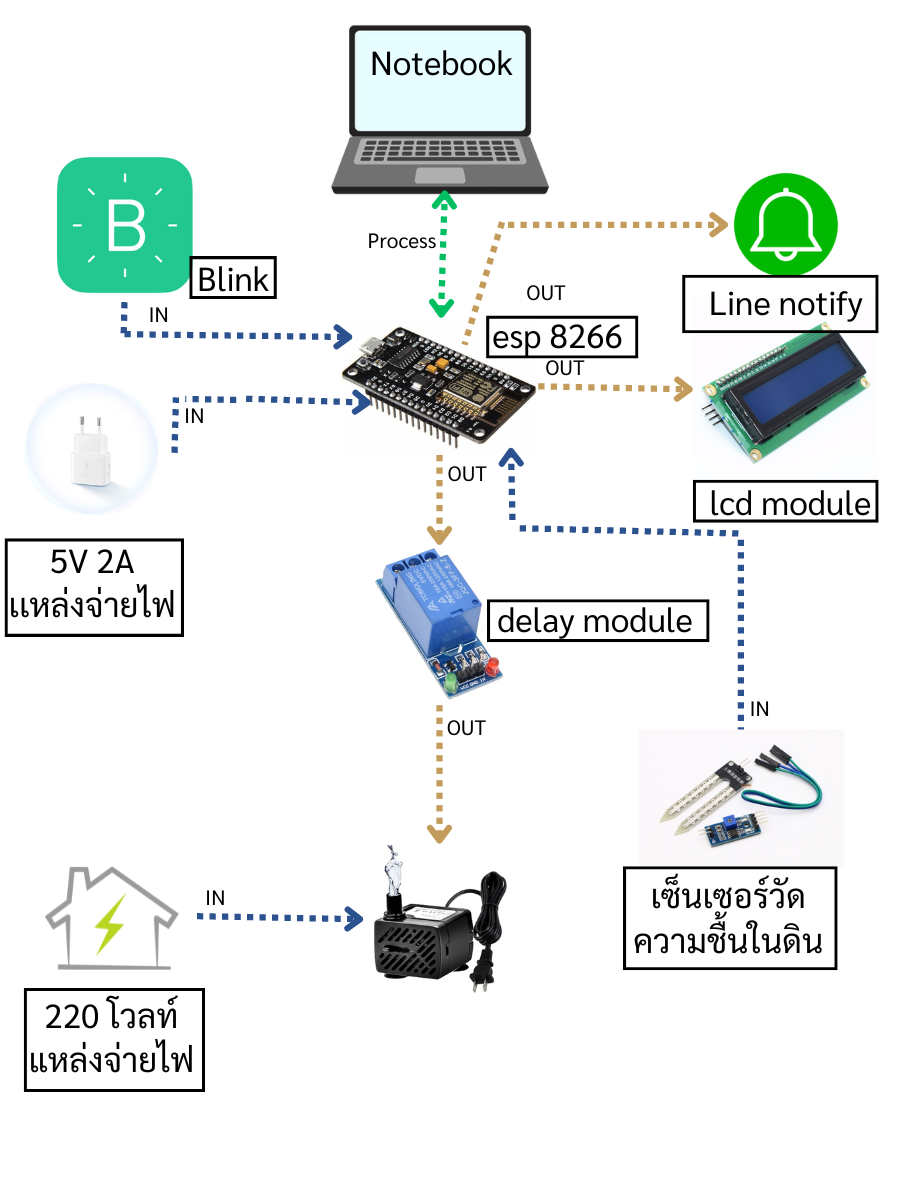 Notebook
Process
B
Blink
IN
OUT
Line notify
esp 8266
OUT
IN
OUT
lcd module
5V 2A
แหล่งจ่ายไฟ
delay module
OUT
IN
IN
เซ็นเซอร์วัด
ความชื้นในดิน
220 โวลท์
แหล่งจ่ายไฟ